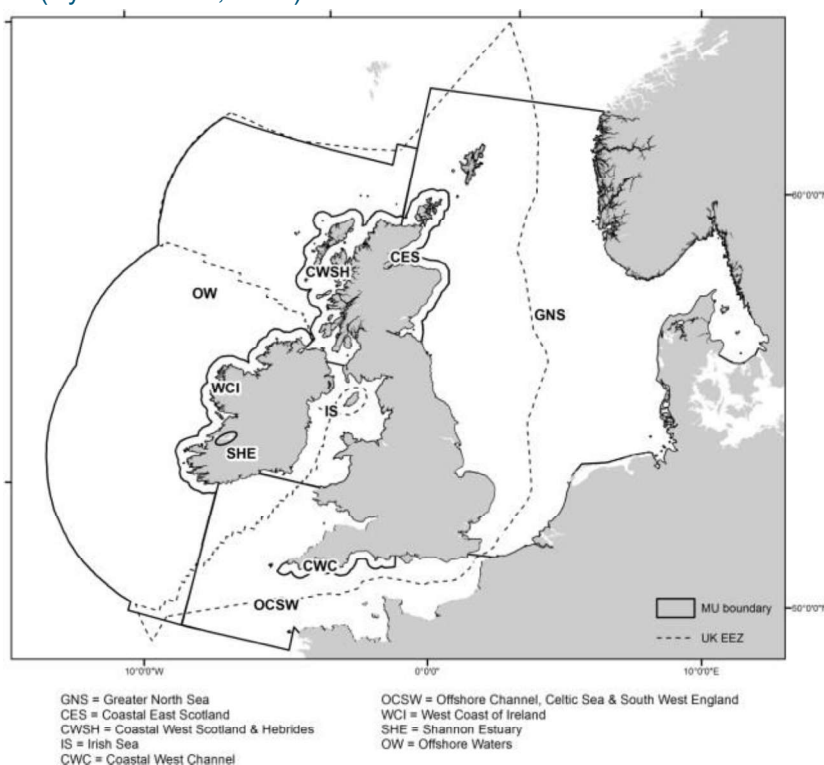 60°0'0"N
CES
CWSH
OW
GNS
WCI
IS
SHE
CWC
OCSW
MU boundary
50°0'0"N
UK EEZ
10°0'0"W
0°0'0"
10°0'0"E
GNS = Greater North Sea
CES = Coastal East Scotland
CWSH = Coastal West Scotland & Hebrides
IS = Irish Sea
CWC = Coastal West Channel
OCSW = Offshore Channel, Celtic Sea & South West England
WCI = West Coast of Ireland
SHE = Shannon Estuary
OW = Offshore Waters